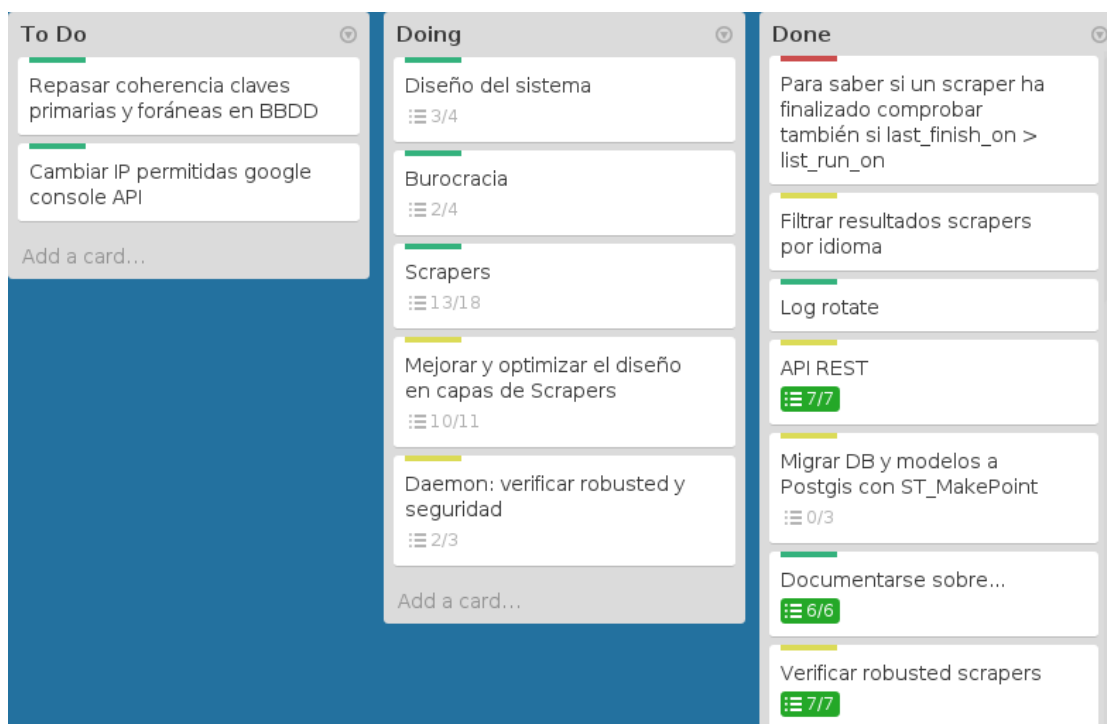 To Do
Repasar coherencia claves
primarias y foráneas en BBDD
Cambiar IP permitidas google
console API
Add a card...
Doing
Diseño del sistema
3/4
Burocracia
2/4
Scrapers
13/18
Mejorar y optimizar el diseño
en capas de Scrapers
10/11
Daemon: verificar robusted y
seguridad
2/3
Add a card...
Done
Para saber si un scraper ha
finalizado comprobar
también si last_finish_on >
list_run_on
Filtrar resultados scrapers
por idioma
Log rotate
API REST
7/7
Migrar DB y modelos a
Postgis con ST_MakePoint
0/3
Documentarse sobre...
6/6
Verificar robusted scrapers
7/7